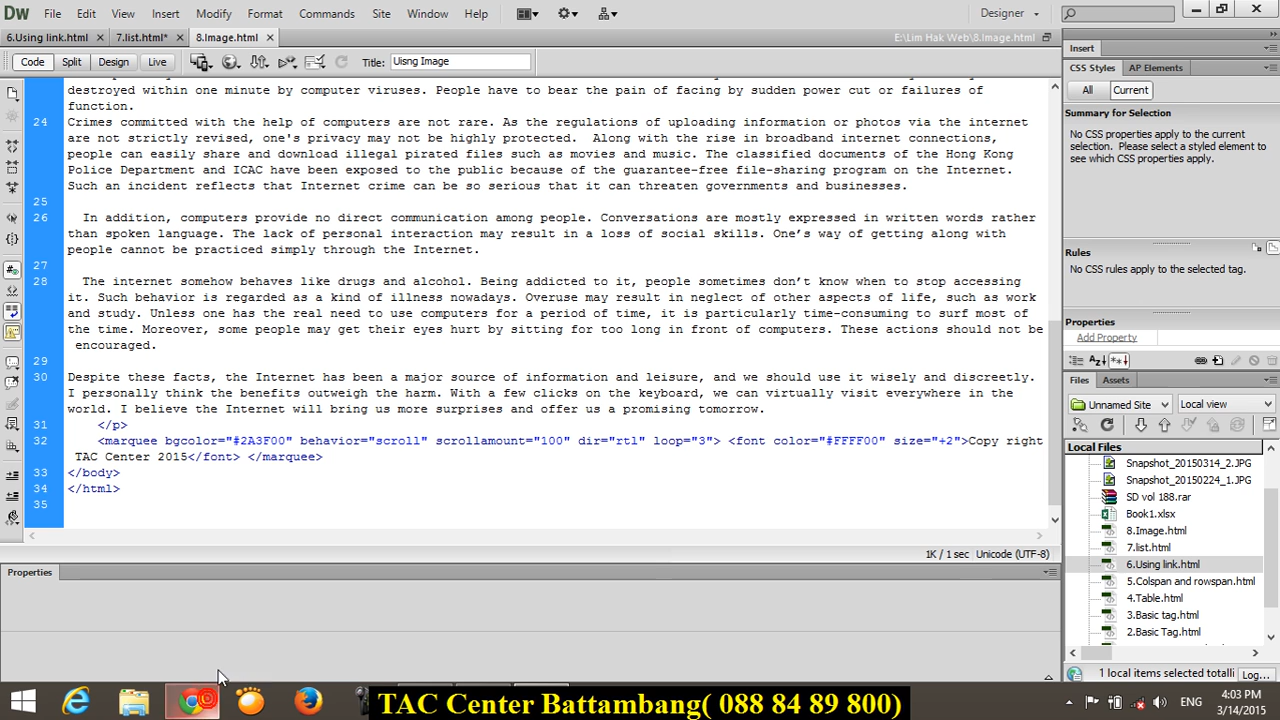 Dw File Edit View Insert Modify Format Commands Site Window Help Designer
6.Using link.html × 7.list.html* × 8.Image.html × E:\Lim Hak Web\8.Image.html
Code Split Design Live Title: Uisng Image
destroyed within one minute by computer viruses. People have to bear the pain of facing by sudden power cut or failures of
function.
24 Crimes committed with the help of computers are not rare. As the regulations of uploading information or photos via the internet
are not strictly revised, one's privacy may not be highly protected.  Along with the rise in broadband internet connections,
people can easily share and download illegal pirated files such as movies and music. The classified documents of the Hong Kong
Police Department and ICAC have been exposed to the public because of the guarantee-free file-sharing program on the Internet.
Such an incident reflects that Internet crime can be so serious that it can threaten governments and businesses.
25
26 In addition, computers provide no direct communication among people. Conversations are mostly expressed in written words rather
than spoken language. The lack of personal interaction may result in a loss of social skills. One’s way of getting along with
people cannot be practiced simply through the Internet.
27
28 The internet somehow behaves like drugs and alcohol. Being addicted to it, people sometimes don’t know when to stop accessing
it. Such behavior is regarded as a kind of illness nowadays. Overuse may result in neglect of other aspects of life, such as work
and study. Unless one has the real need to use computers for a period of time, it is particularly time-consuming to surf most of
the time. Moreover, some people may get their eyes hurt by sitting for too long in front of computers. These actions should not be
encouraged.
29
30 Despite these facts, the Internet has been a major source of information and leisure, and we should use it wisely and discreetly.
I personally think the benefits outweigh the harm. With a few clicks on the keyboard, we can virtually visit everywhere in the
world. I believe the Internet will bring us more surprises and offer us a promising tomorrow.
31 </p>
32 <marquee bgcolor="#2A3F00" behavior="scroll" scrollamount="100" dir="rtl" loop="3"> <font color="#FFFF00" size="+2">Copy right
TAC Center 2015</font> </marquee>
33 </body>
34 </html>
35
1K / 1 sec Unicode (UTF-8)
Properties
Insert
CSS Styles AP Elements
All Current
Summary for Selection
No CSS properties apply to the current
selection. Please select a styled element to
see which CSS properties apply.
Rules
No CSS rules apply to the selected tag.
Properties
Add Property
Files Assets
Unnamed Site Local view
Local Files
Snapshot_20150314_2.JPG
Snapshot_20150224_1.JPG
SD vol 188.rar
Book1.xlsx
8.Image.html
7.list.html
6.Using link.html
5.Colspan and rowspan.html
4.Table.html
3.Basic tag.html
2.Basic Tag.html
1 local items selected totalli Log...
TAC Center Battambang( 088 84 89 800)
ENG
4:03 PM
3/14/2015